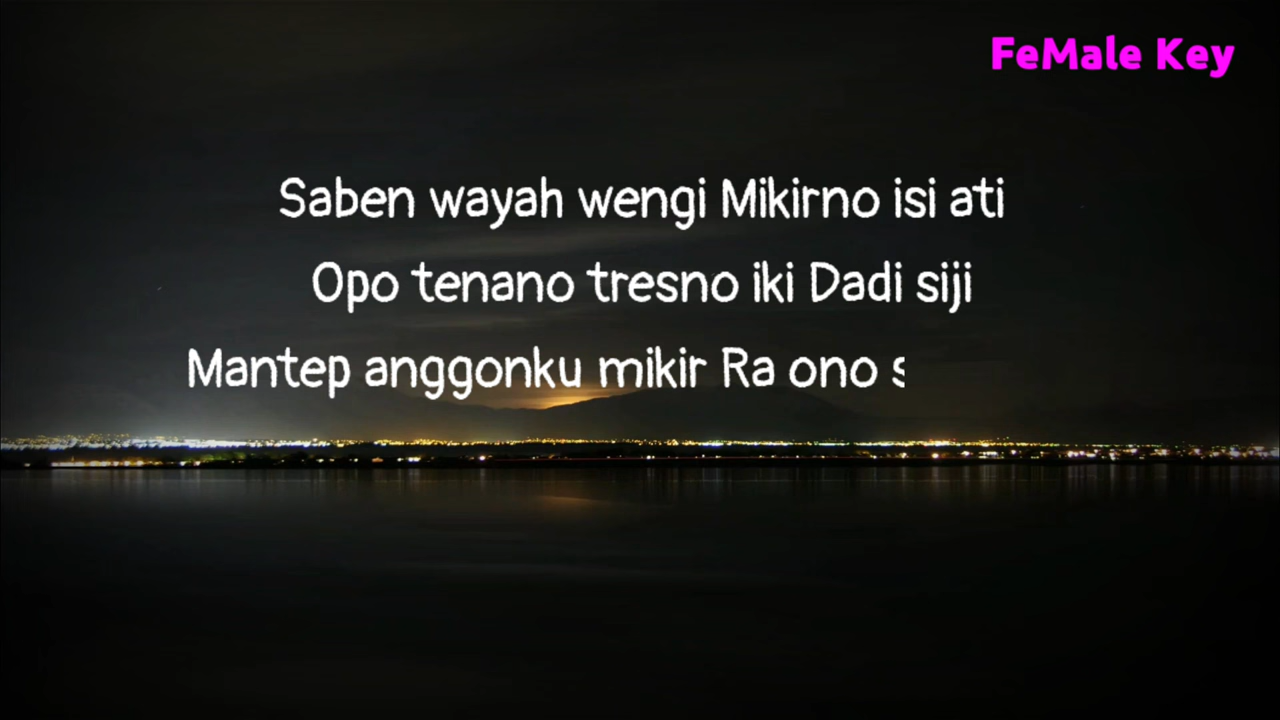 FeMale Key
Saben wayah wengi Mikirno isi ati
Opo tenano tresno iki Dadi siji
Mantep anggonku mikir Ra ono